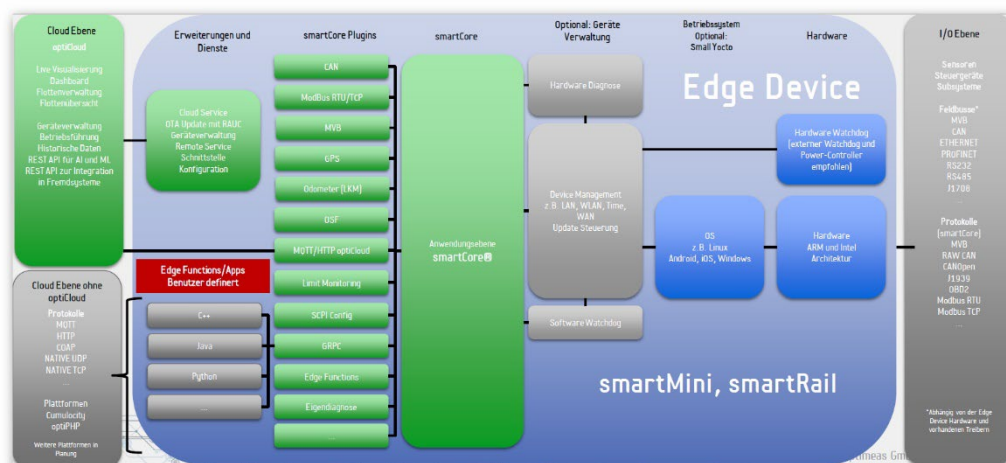 Cloud Ebene
optiCloud
Live Visualisierung
Dashboard
Flottenverwaltung
Flottenübersicht
Geräteverwaltung
Betriebsführung
Historische Daten
REST API für AI und ML
REST API zur Integration
in Fremdsysteme
Cloud Ebene ohne
optiCloud
Protokolle
MQTT
HTTP
COAP
NATIVE UDP
NATIVE TCP
...
Plattformen
Cumulocity
optiPHP
Weitere Plattformen in
Planung
Erweiterungen und
Dienste
Cloud Service
OTA Update mit RAUC
Geräteverwaltung
Remote Service
Schnittstelle
Konfiguration
Edge Functions/Apps
Benutzer definert
C++
Java
Python
....
smartCore Plugins
CAN
ModBus RTU/TCP
MVB
GPS
Odometer (LKM)
OSF
MQTT/HTTP optiCloud
Limit Monitoring
SCPI Config
GRPC
Edge Functions
Eigendiagnose
....
smartCore
Anwendungsebene
smartCore®
Optional: Geräte
Verwaltung
Hardware Diagnose
Device Management
z.B. LAN, WLAN, Time,
WAN
Update Steuerung
Software Watchdog
Betriebssystem
Optional:
Small Yocto
OS
z.B. Linux
Android, iOS, Windows
Hardware
Edge Device
Hardware Watchdog
(externer Watchdog und
Power-Controller
empfohlen)
Hardware
ARM und Intel
Architektur
smartMini, smartRail
I/O Ebene
Sensoren
Steuergeräte
Subsysteme
Feldbusse*
MVB
CAN
ETHERNET
PROFINET
RS232
RS485
J1708
...
Protokolle
(smartCore)
MVB
RAW CAN
CANOpen
J1939
OBD2
Modbus RTU
Modbus TCP
...
*Abhängig von der Edge
Device Hardware und
vorhandenen Treibern